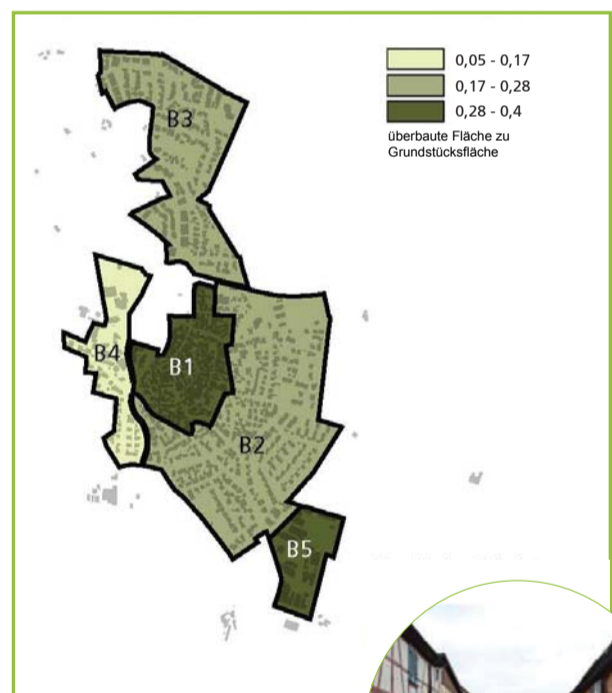 0,05 - 0,17
0,17 - 0,28
0,28 - 0,4
überbaute Fläche zu
Grundstücksfläche
B3
B4
B1
B2
B5